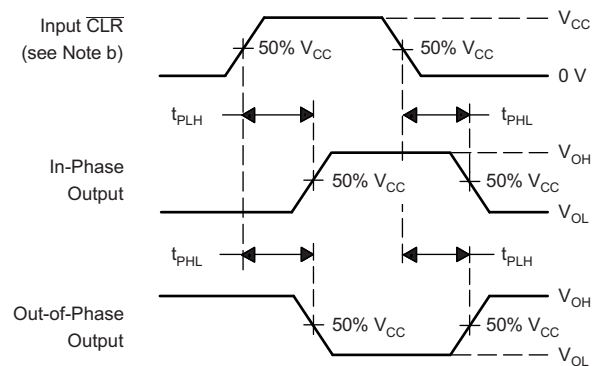 Input CLR
(see Note b)
50% VCC
50% VCC
VCC
0 V
tPLH
tPHL
In-Phase
Output
50% VCC
50% VCC
VOH
VOL
tPHL
tPLH
Out-of-Phase
Output
50% VCC
50% VCC
VOH
VOL